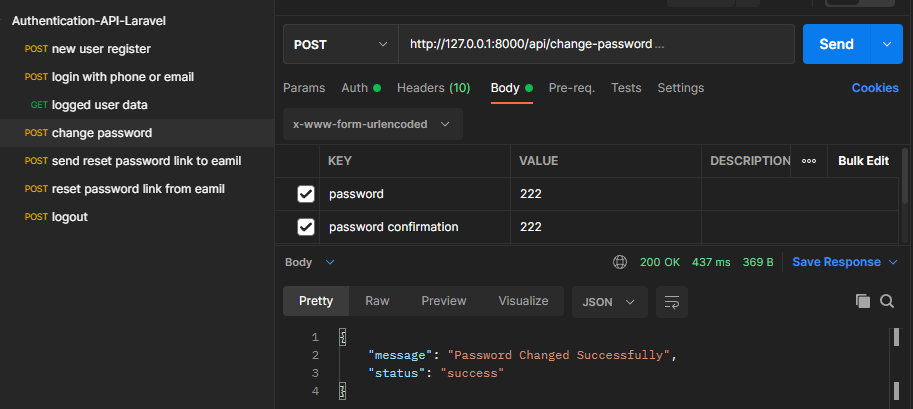 Authentication-API-Laravel
POST new user register
POST login with phone or email
GET logged user data
POST change password
POST send reset password link to eamil
POST reset password link from eamil
POST logout
POST http://127.0.0.1:8000/api/change-password ... Send
Params Auth Headers (10) Body Pre-req. Tests Settings Cookies
x-www-form-urlencoded
KEY VALUE DESCRIPTION ooo Bulk Edit
password 222
password confirmation 222
Body 200 OK 437 ms 369 B Save Response
Pretty Raw Preview Visualize JSON
1 {
2 "message": "Password Changed Successfully",
3 "status": "success"
4 }